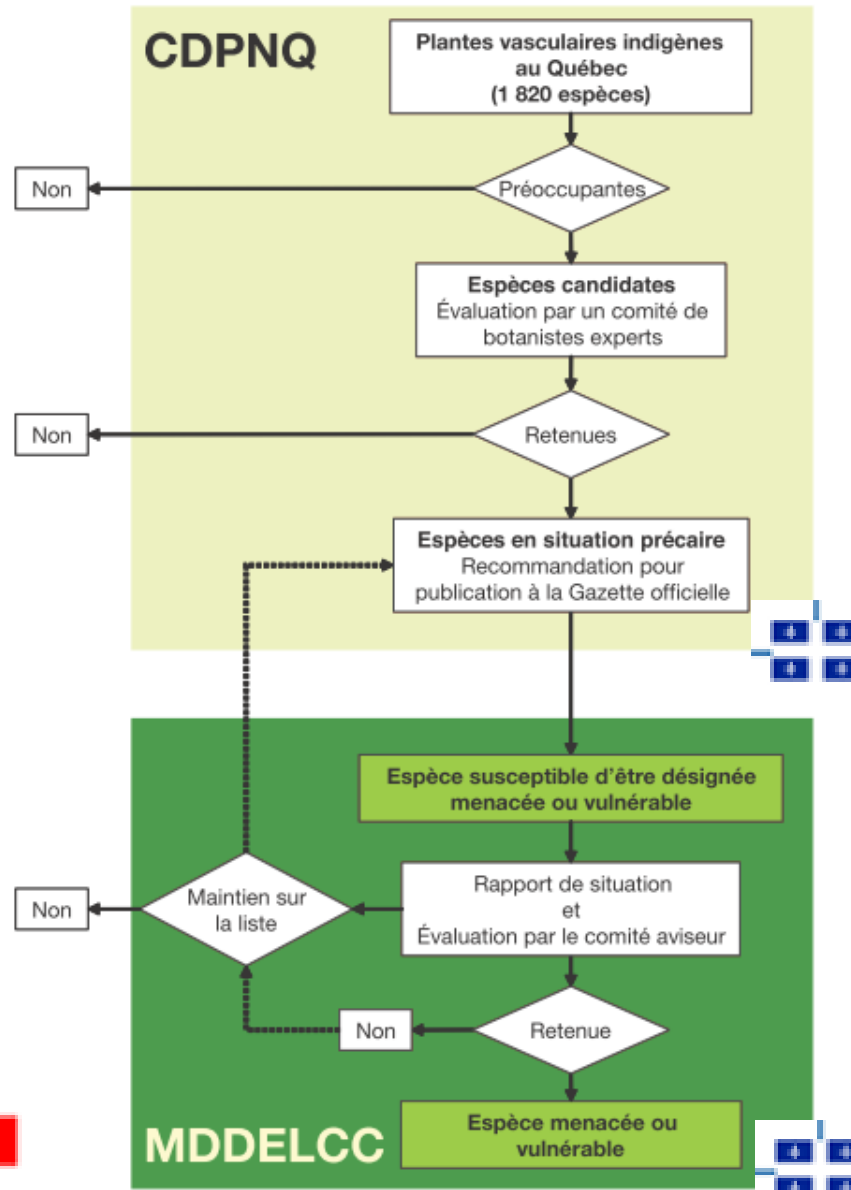 CDPNQ
Plantes vasculaires indigènes
au Québec
(1 820 espèces)
Non
Préoccupantes
Espèces candidates
Évaluation par un comité de
botanistes experts
Non
Retenues
Espèces en situation précaire
Recommandation pour
publication à la Gazette officielle
Espèce susceptible d'être désignée
menacée ou vulnérable
Non
Maintien sur
la liste
Rapport de situation
et
Évaluation par le comité aviseur
Non
Retenue
MDDELCC
Espèce menacée ou
vulnérable